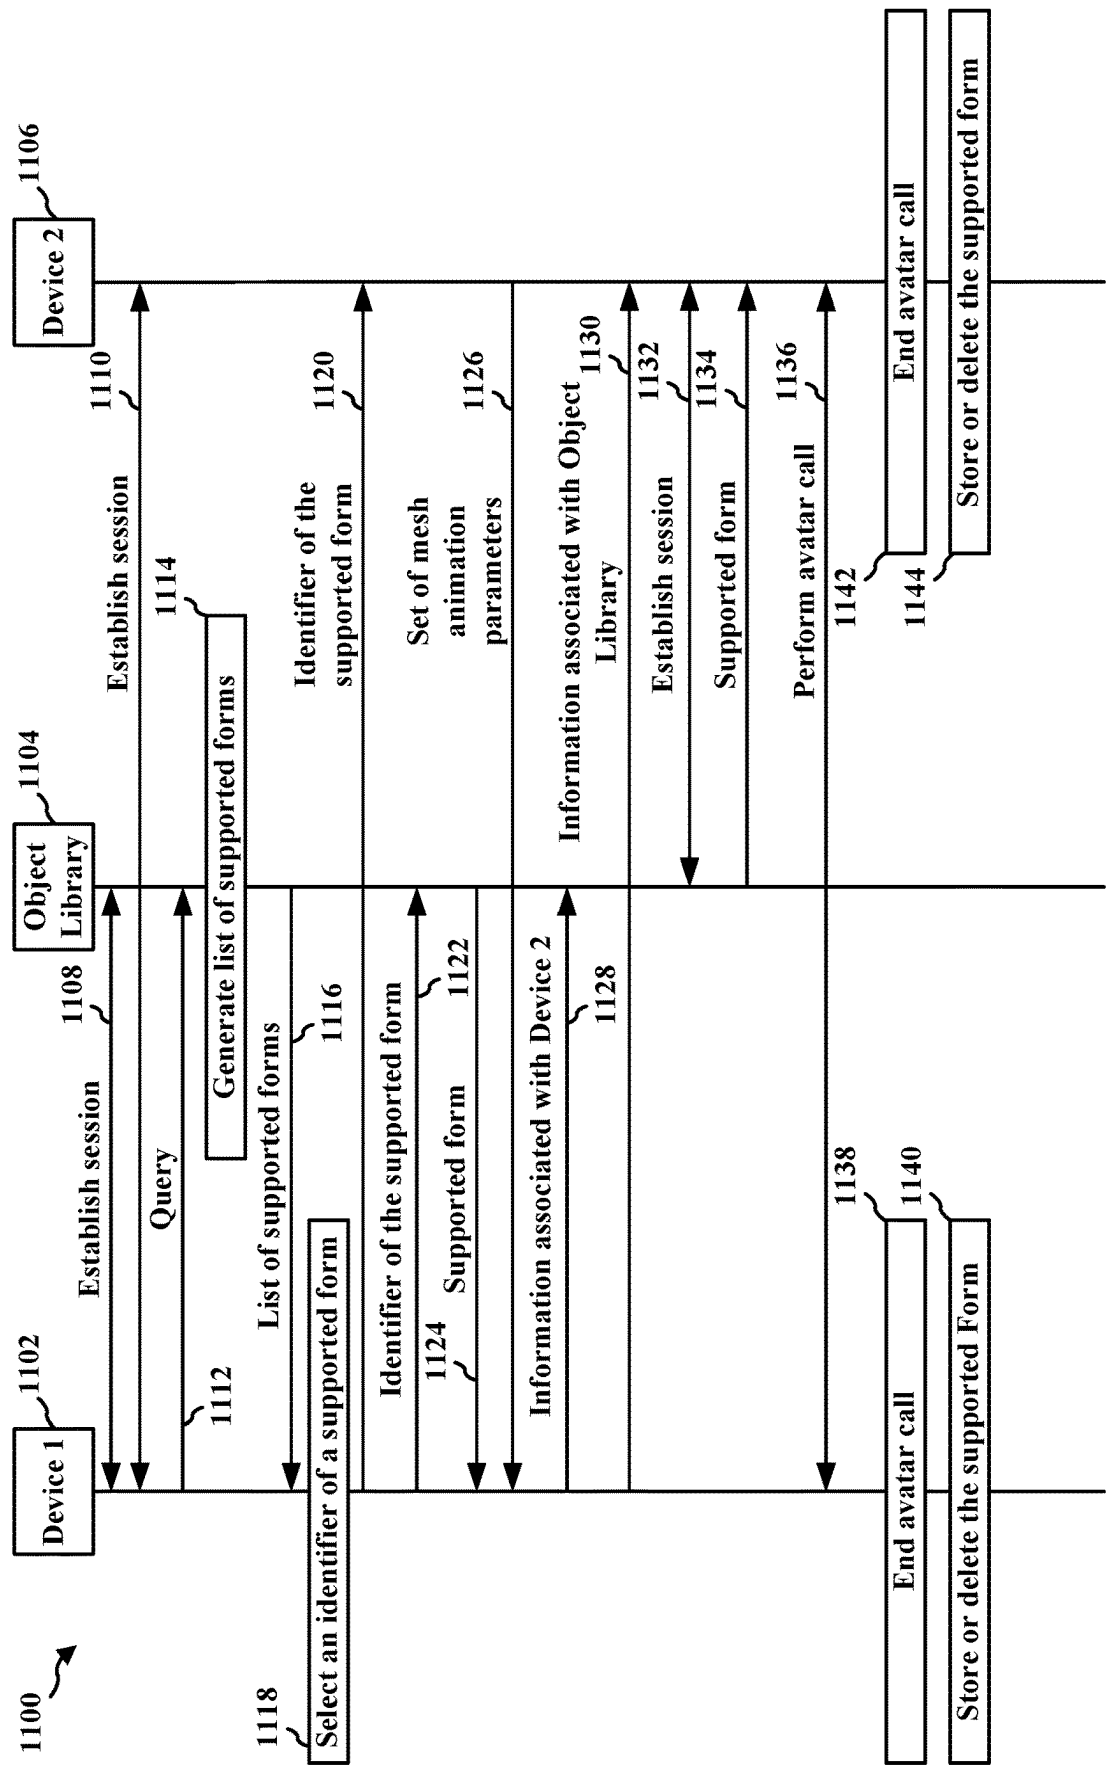 1100
Device 1
1102
Object
Library
1104
Device 2
1106
Establish session
1108
Establish session
1110
Query
1112
Generate list of supported forms
1114
List of supported forms
1116
Select an identifier of a supported form
1118
Identifier of the
supported form
1120
Identifier of the supported form
1122
Supported form
1124
Set of mesh
animation
parameters
1126
Information associated with Device 2
1128
Information associated with Object
Library
1130
Establish session
1132
Supported form
1134
Perform avatar call
1136
End avatar call
1138
End avatar call
1142
Store or delete the supported Form
1140
Store or delete the supported form
1144